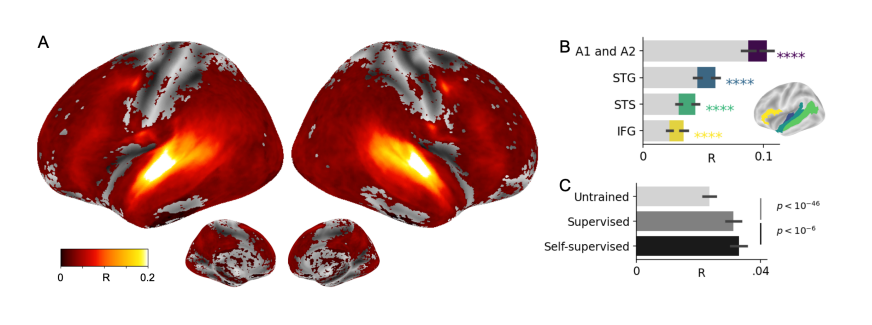 A
0
R
0.2
B
A1 and A2
****
STG
****
STS
****
IFG
****
0
R
0.1
C
Untrained
Supervised
Self-supervised
p < 10⁻⁴⁶
p < 10⁻⁶
0
R
.04